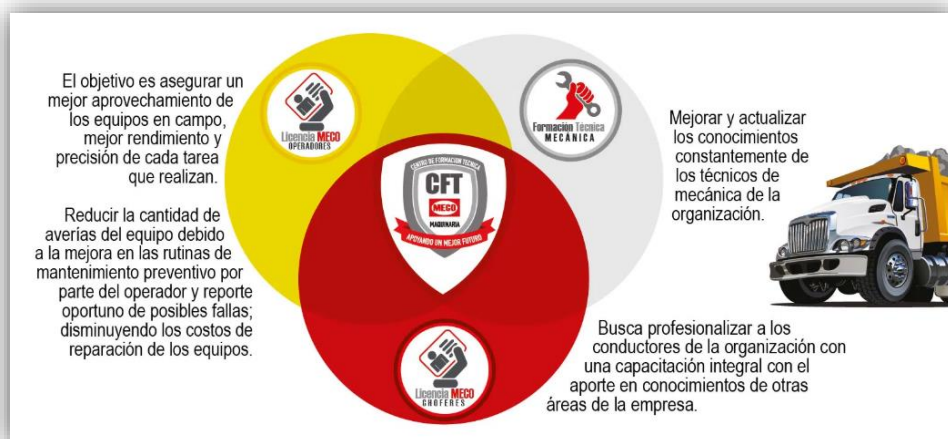 El objetivo es asegurar un
mejor aprovechamiento de
los equipos en campo,
mejor rendimiento y
precisión de cada tarea
que realizan.
Reducir la cantidad de
averías del equipo debido
a la mejora en las rutinas de
mantenimiento preventivo por
parte del operador y reporte
oportuno de posibles fallas;
disminuyendo los costos de
reparación de los equipos.
Licencia MECO
OPERADORES
Formación Técnica
MECÁNICA
CENTRO DE FORMACIÓN TÉCNICA
CFT
MECO
MAQUINARIA
APOYANDO UN MEJOR FUTURO
Mejorar y actualizar
los conocimientos
constantemente de
los técnicos de
mecánica de la
organización.
Licencia MECO
CHOFERES
Busca profesionalizar a los
conductores de la organización con
una capacitación integral con el
aporte en conocimientos de otras
áreas de la empresa.